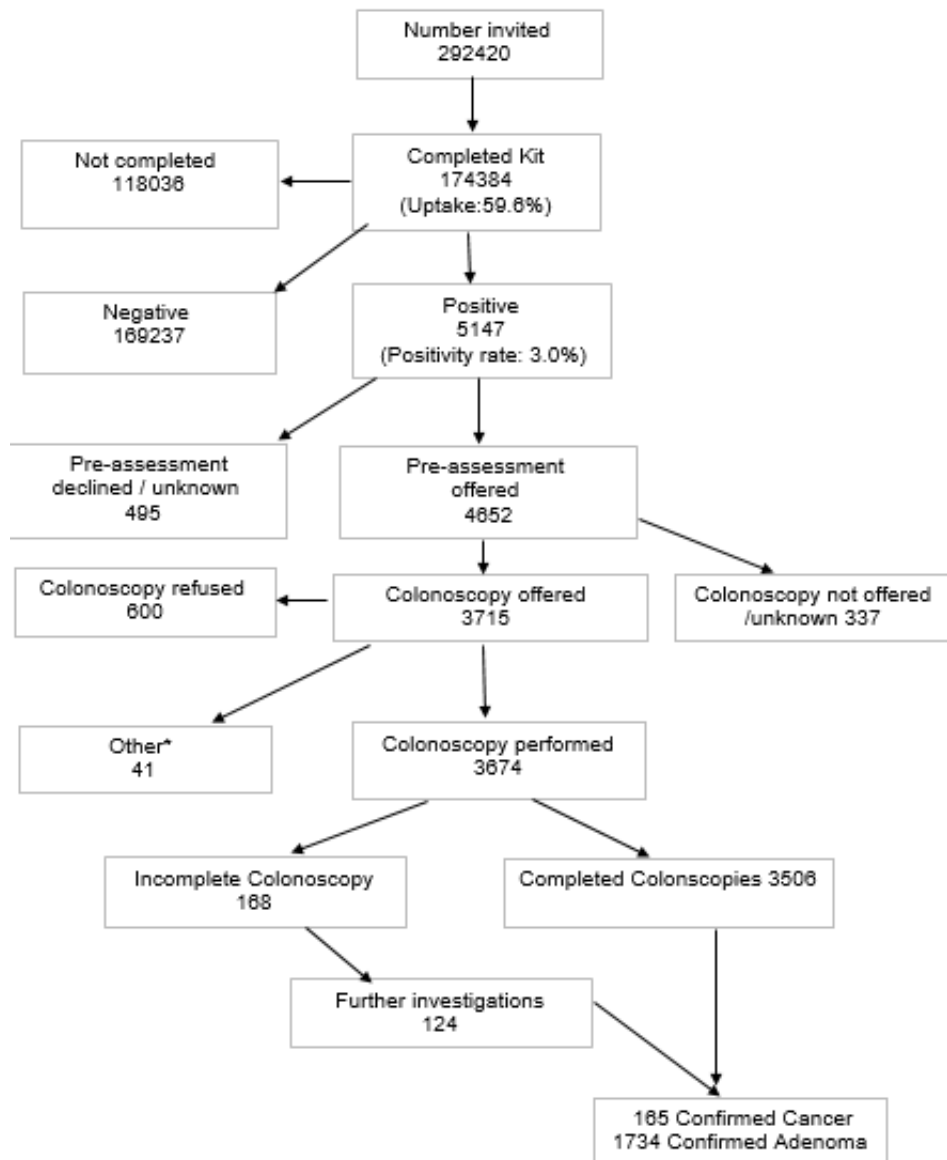 Number invited
292420
Not completed
118036
Completed Kit
174384
(Uptake:59.6%)
Negative
169237
Positive
5147
(Positivity rate: 3.0%)
Pre-assessment
declined / unknown
495
Pre-assessment
offered
4652
Colonoscopy refused
600
Colonoscopy offered
3715
Colonoscopy not offered
/unknown 337
Other*
41
Colonoscopy performed
3674
Incomplete Colonoscopy
168
Completed Colonscopies 3506
Further investigations
124
165 Confirmed Cancer
1734 Confirmed Adenoma